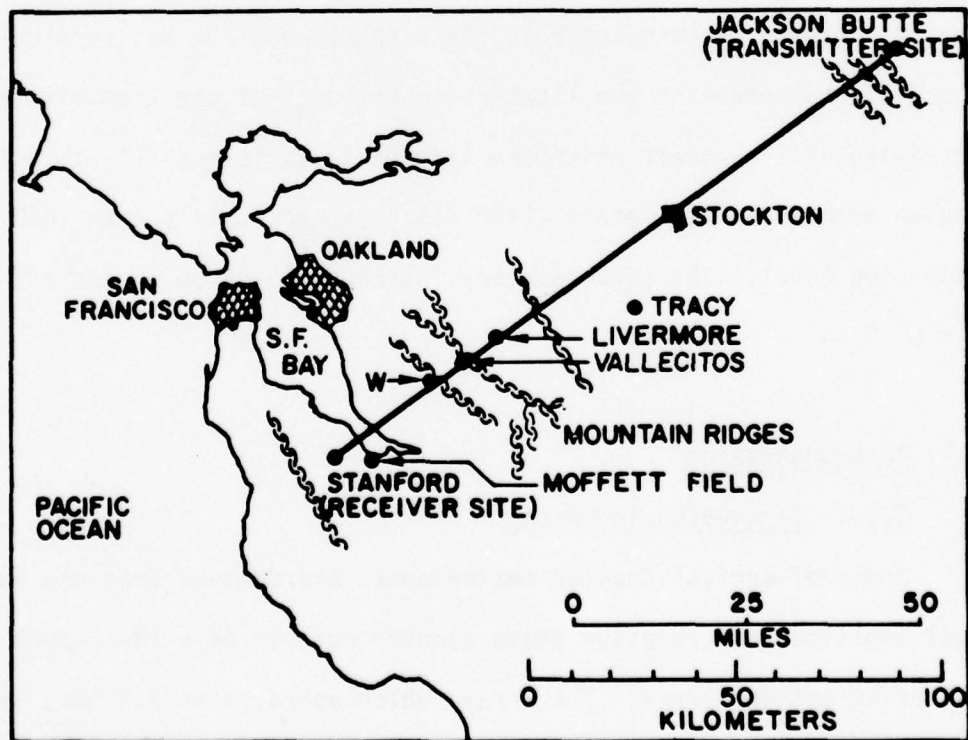 JACKSON BUTTE
(TRANSMITTER SITE)
STOCKTON
OAKLAND
SAN
FRANCISCO
TRACY
LIVERMORE
S.F.
BAY
VALLECITOS
W
MOUNTAIN RIDGES
STANFORD
(RECEIVER SITE)
MOFFETT FIELD
PACIFIC
OCEAN
0 25 50
MILES
0 50 100
KILOMETERS